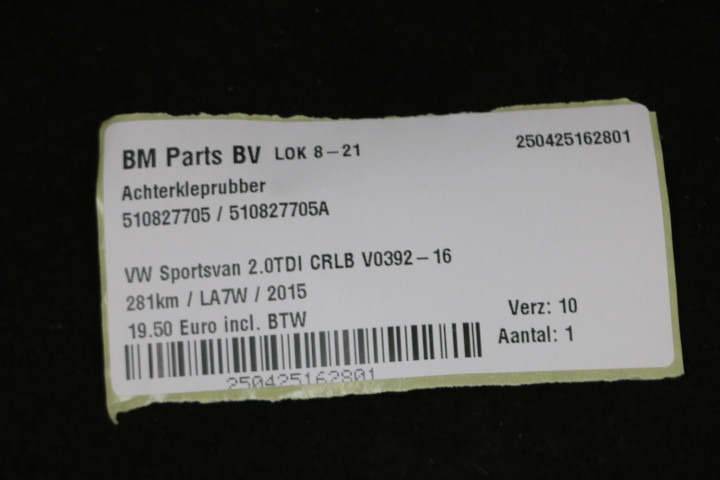 BM Parts BV LOK 8-21
250425162801
Achterkleprubber
510827705 / 510827705A
VW Sportsvan 2.0TDI CRLB V0392-16
281km / LA7W / 2015
19.50 Euro incl. BTW
Verz: 10
Aantal: 1
250425162801